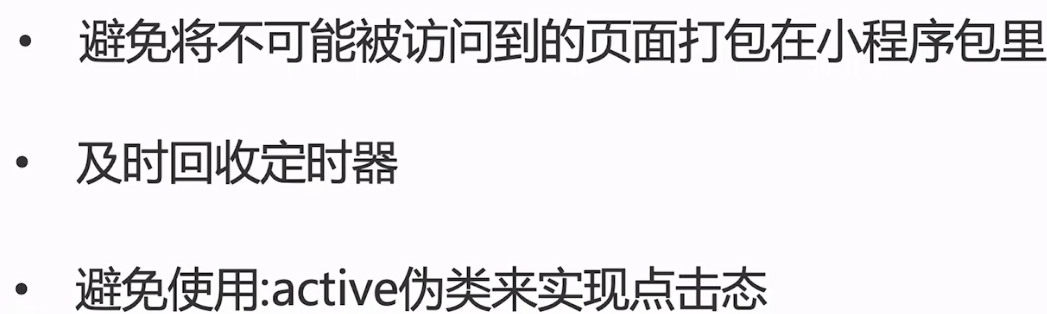 • 避免将不可能被访问到的页面打包在小程序包里
• 及时回收定时器
• 避免使用:active伪类来实现点击态